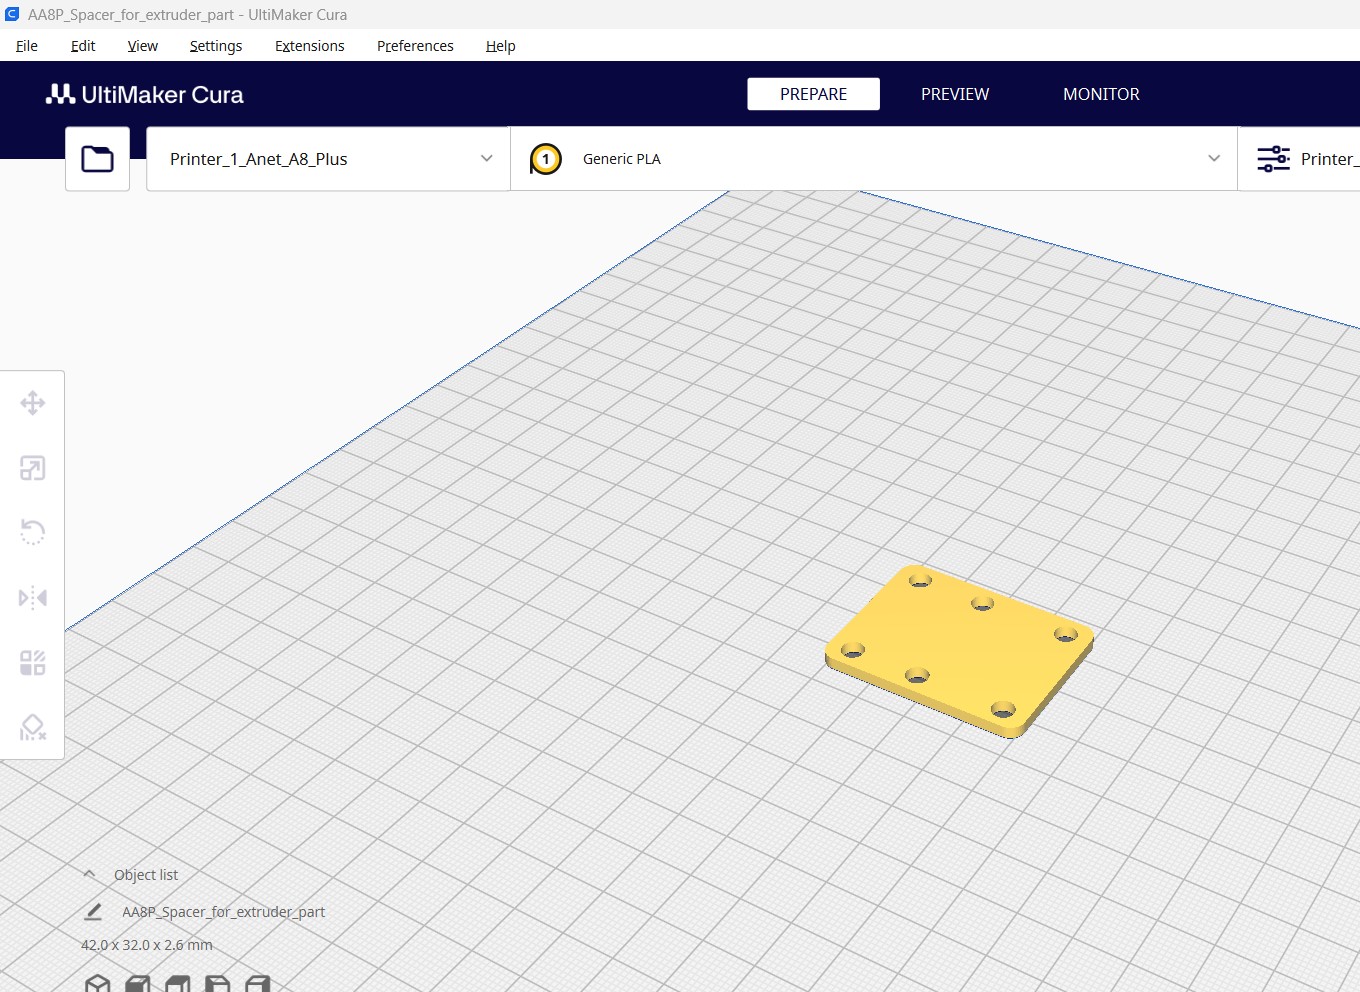 AA8P_Spacer_for_extruder_part - UltiMaker Cura
File Edit View Settings Extensions Preferences Help
UltiMaker Cura PREPARE PREVIEW MONITOR
Printer_1_Anet_A8_Plus 1 Generic PLA Printer_
Object list
AA8P_Spacer_for_extruder_part
42.0 x 32.0 x 2.6 mm